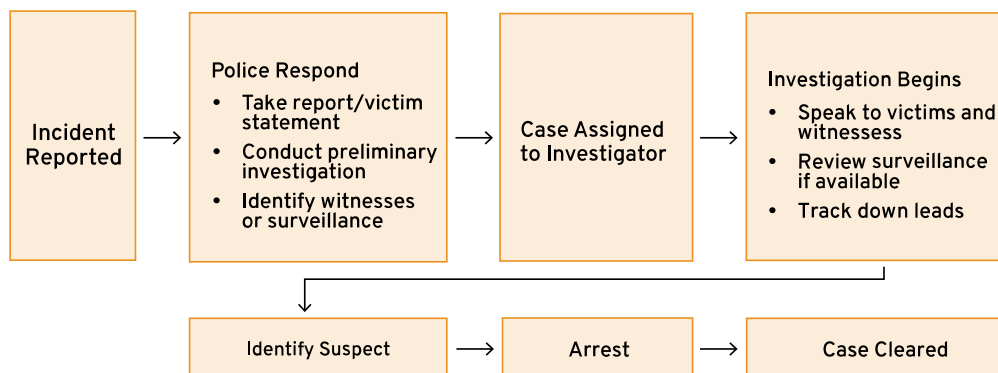 Incident
Reported
Police Respond
• Take report/victim
statement
• Conduct preliminary
investigation
• Identify witnesses
or surveillance
Case Assigned
to Investigator
Investigation Begins
• Speak to victims and
witnessess
• Review surveillance
if available
• Track down leads
Identify Suspect
Arrest
Case Cleared